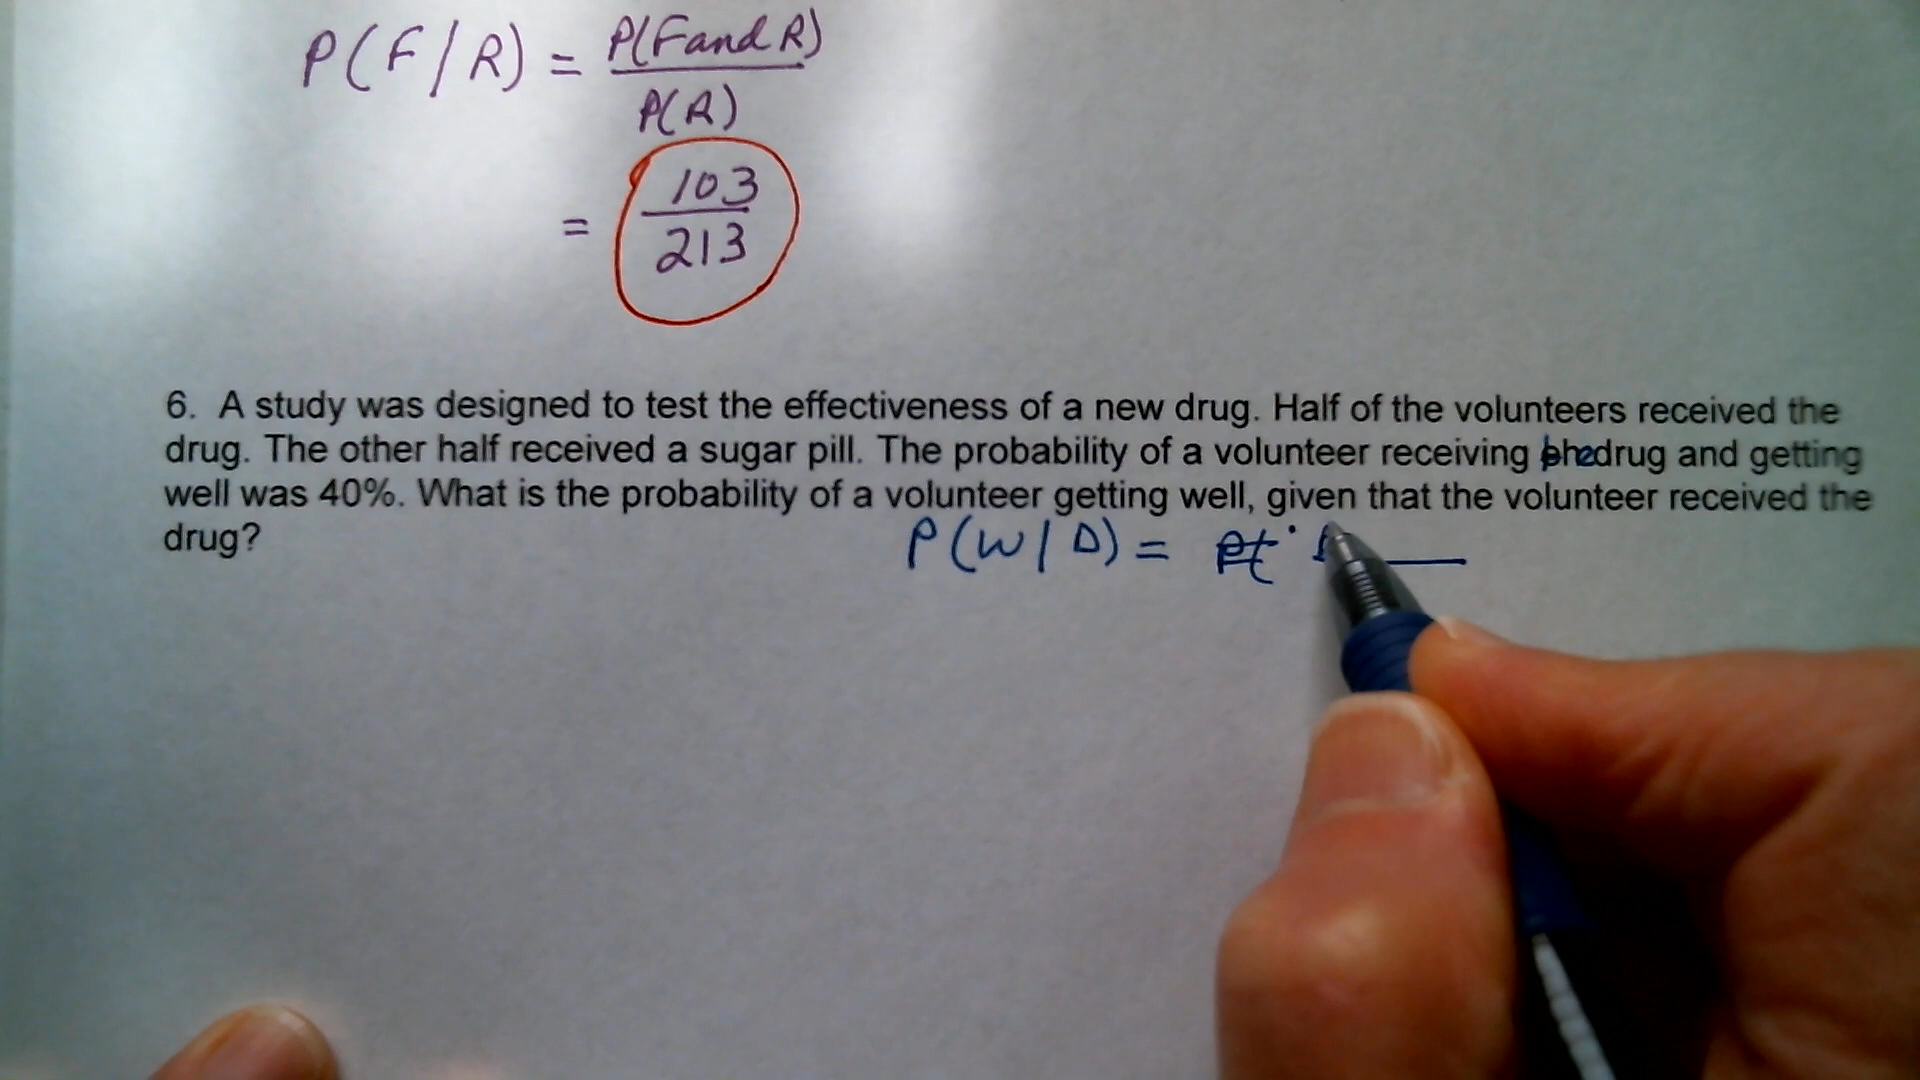 P(F/R) = P(F and R)
P(R)
= 103
213
6. A study was designed to test the effectiveness of a new drug. Half of the volunteers received the
drug. The other half received a sugar pill. The probability of a volunteer receiving drug and getting
well was 40%. What is the probability of a volunteer getting well, given that the volunteer received the
drug?
P(W/D) =